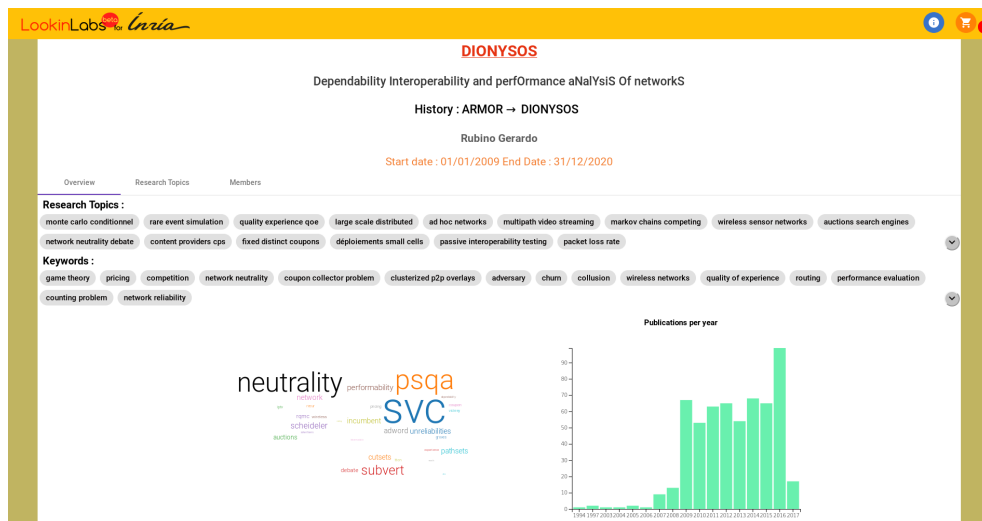 LookinLabs beta for Inria
DIONYSOS
Dependability Interoperability and perfOrmance aNalYsiS Of networkS
History : ARMOR → DIONYSOS
Rubino Gerardo
Start date : 01/01/2009 End Date : 31/12/2020
Overview Research Topics Members
Research Topics :
monte carlo conditionnel rare event simulation quality experience qoe large scale distributed ad hoc networks multipath video streaming markov chains competing wireless sensor networks auctions search engines
network neutrality debate content providers cps fixed distinct coupons déploiements small cells passive interoperability testing packet loss rate
Keywords :
game theory pricing competition network neutrality coupon collector problem clusterized p2p overlays adversary churn collusion wireless networks quality of experience routing performance evaluation
counting problem network reliability
Publications per year
neutrality performability psqa
network
SVC
rqmc
scheideler incumbent
adword unreliabilities
auctions
pathsets
outsets
debate subvert
90
80
70
60
50
40
30
20
10
0
1994 1997 2003 2004 2005 2006 2007 2008 2009 2010 2011 2012 2013 2014 2015 2016 2017